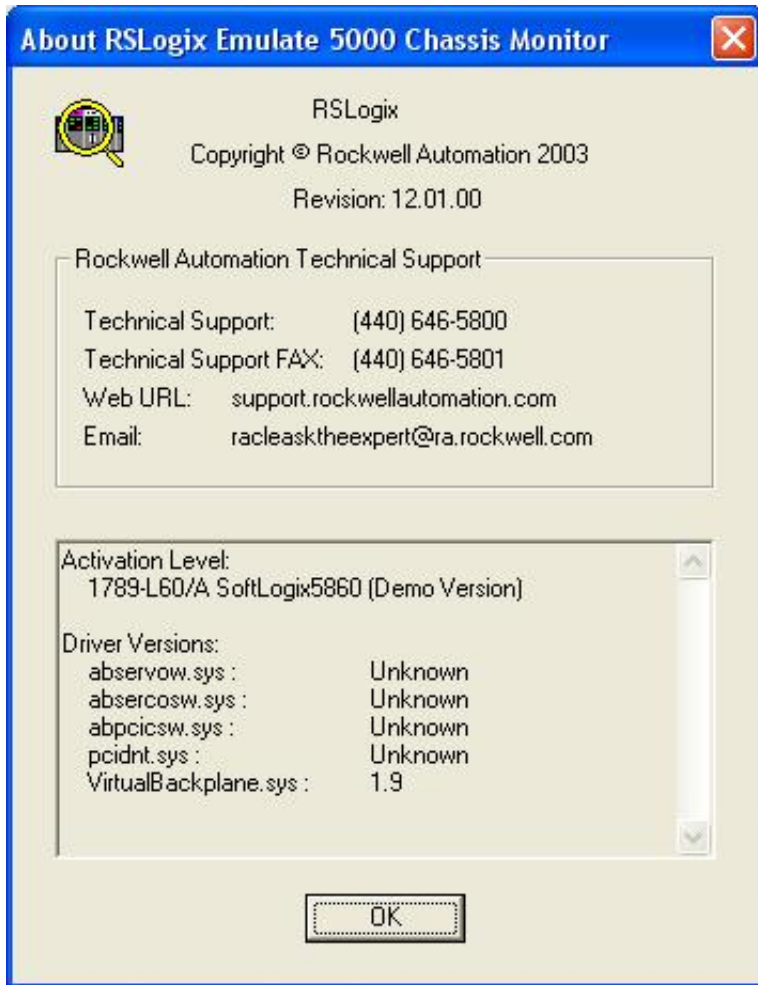 About RSLogix Emulate 5000 Chassis Monitor
RSLogix
Copyright © Rockwell Automation 2003
Revision: 12.01.00
Rockwell Automation Technical Support
Technical Support: (440) 646-5800
Technical Support FAX: (440) 646-5801
Web URL: support.rockwellautomation.com
Email: racleasktheexpert@ra.rockwell.com
Activation Level:
1789-L60/A SoftLogix5860 (Demo Version)
Driver Versions:
abservow.sys : Unknown
absercosw.sys : Unknown
abpcicsw.sys : Unknown
pcidnt.sys : Unknown
VirtualBackplane.sys : 1.9
OK